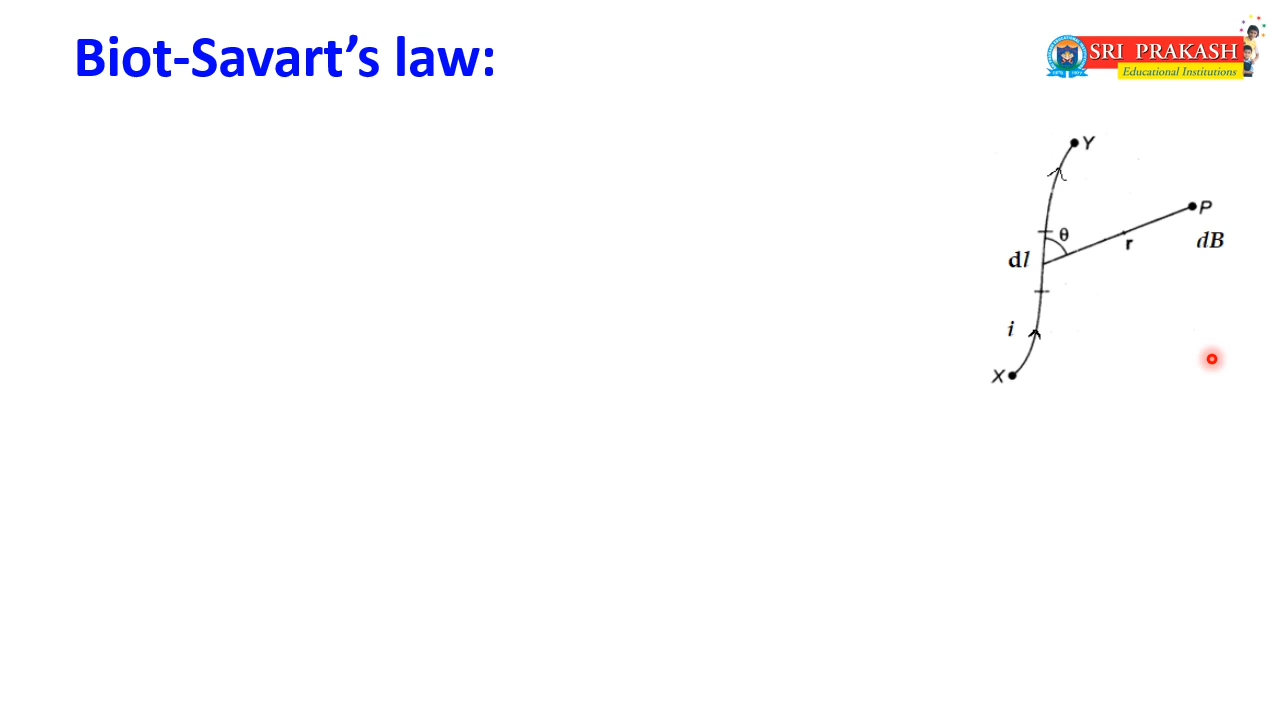 Biot-Savart’s law:
SRI PRAKASH
Educational Institutions
Y
P
θ
r
dB
dl
i
X